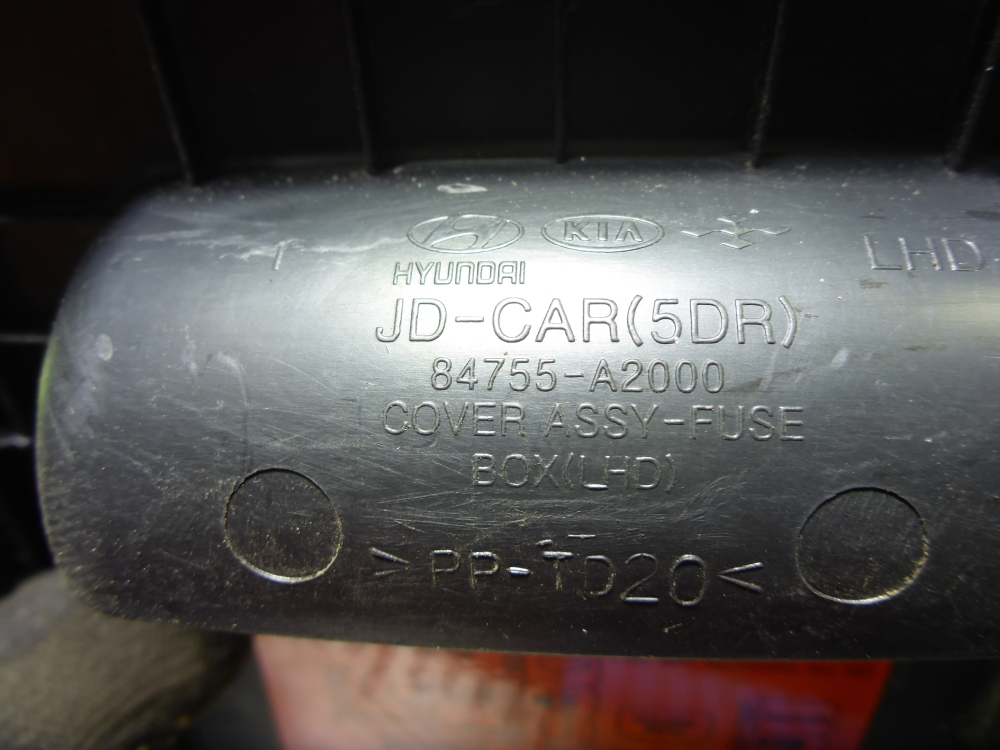 KIA LHD
HYUNDAI
JD-CAR(5DR)
84755-A2000
COVER ASSY-FUSE
BOX(LHD)
>PP-TD20<